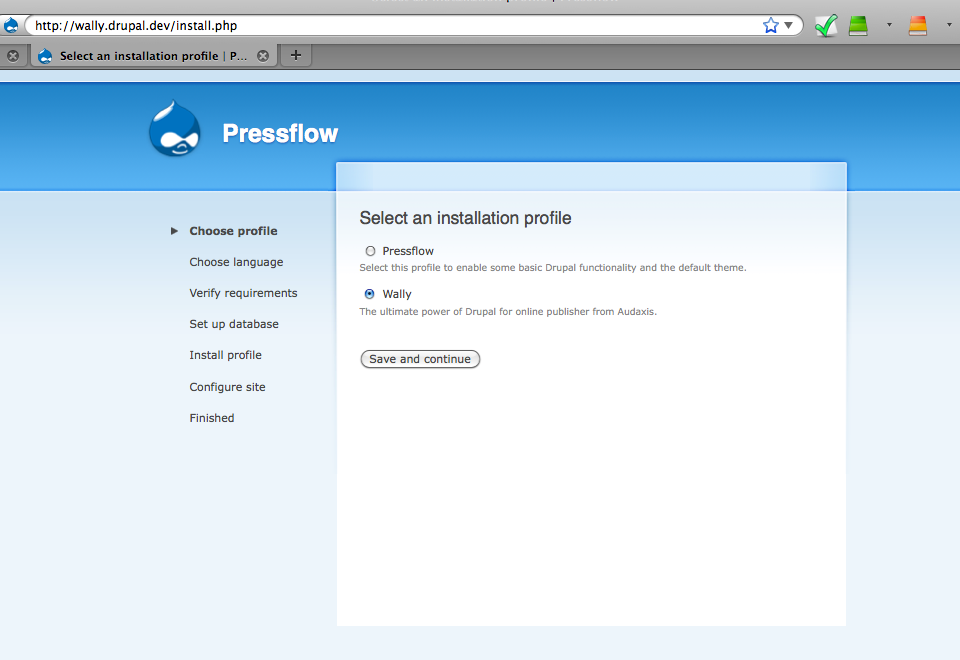 http://wally.drupal.dev/install.php
Select an installation profile | P...
Pressflow
Choose profile
Choose language
Verify requirements
Set up database
Install profile
Configure site
Finished
Select an installation profile
Pressflow
Select this profile to enable some basic Drupal functionality and the default theme.
Wally
The ultimate power of Drupal for online publisher from Audaxis.
Save and continue